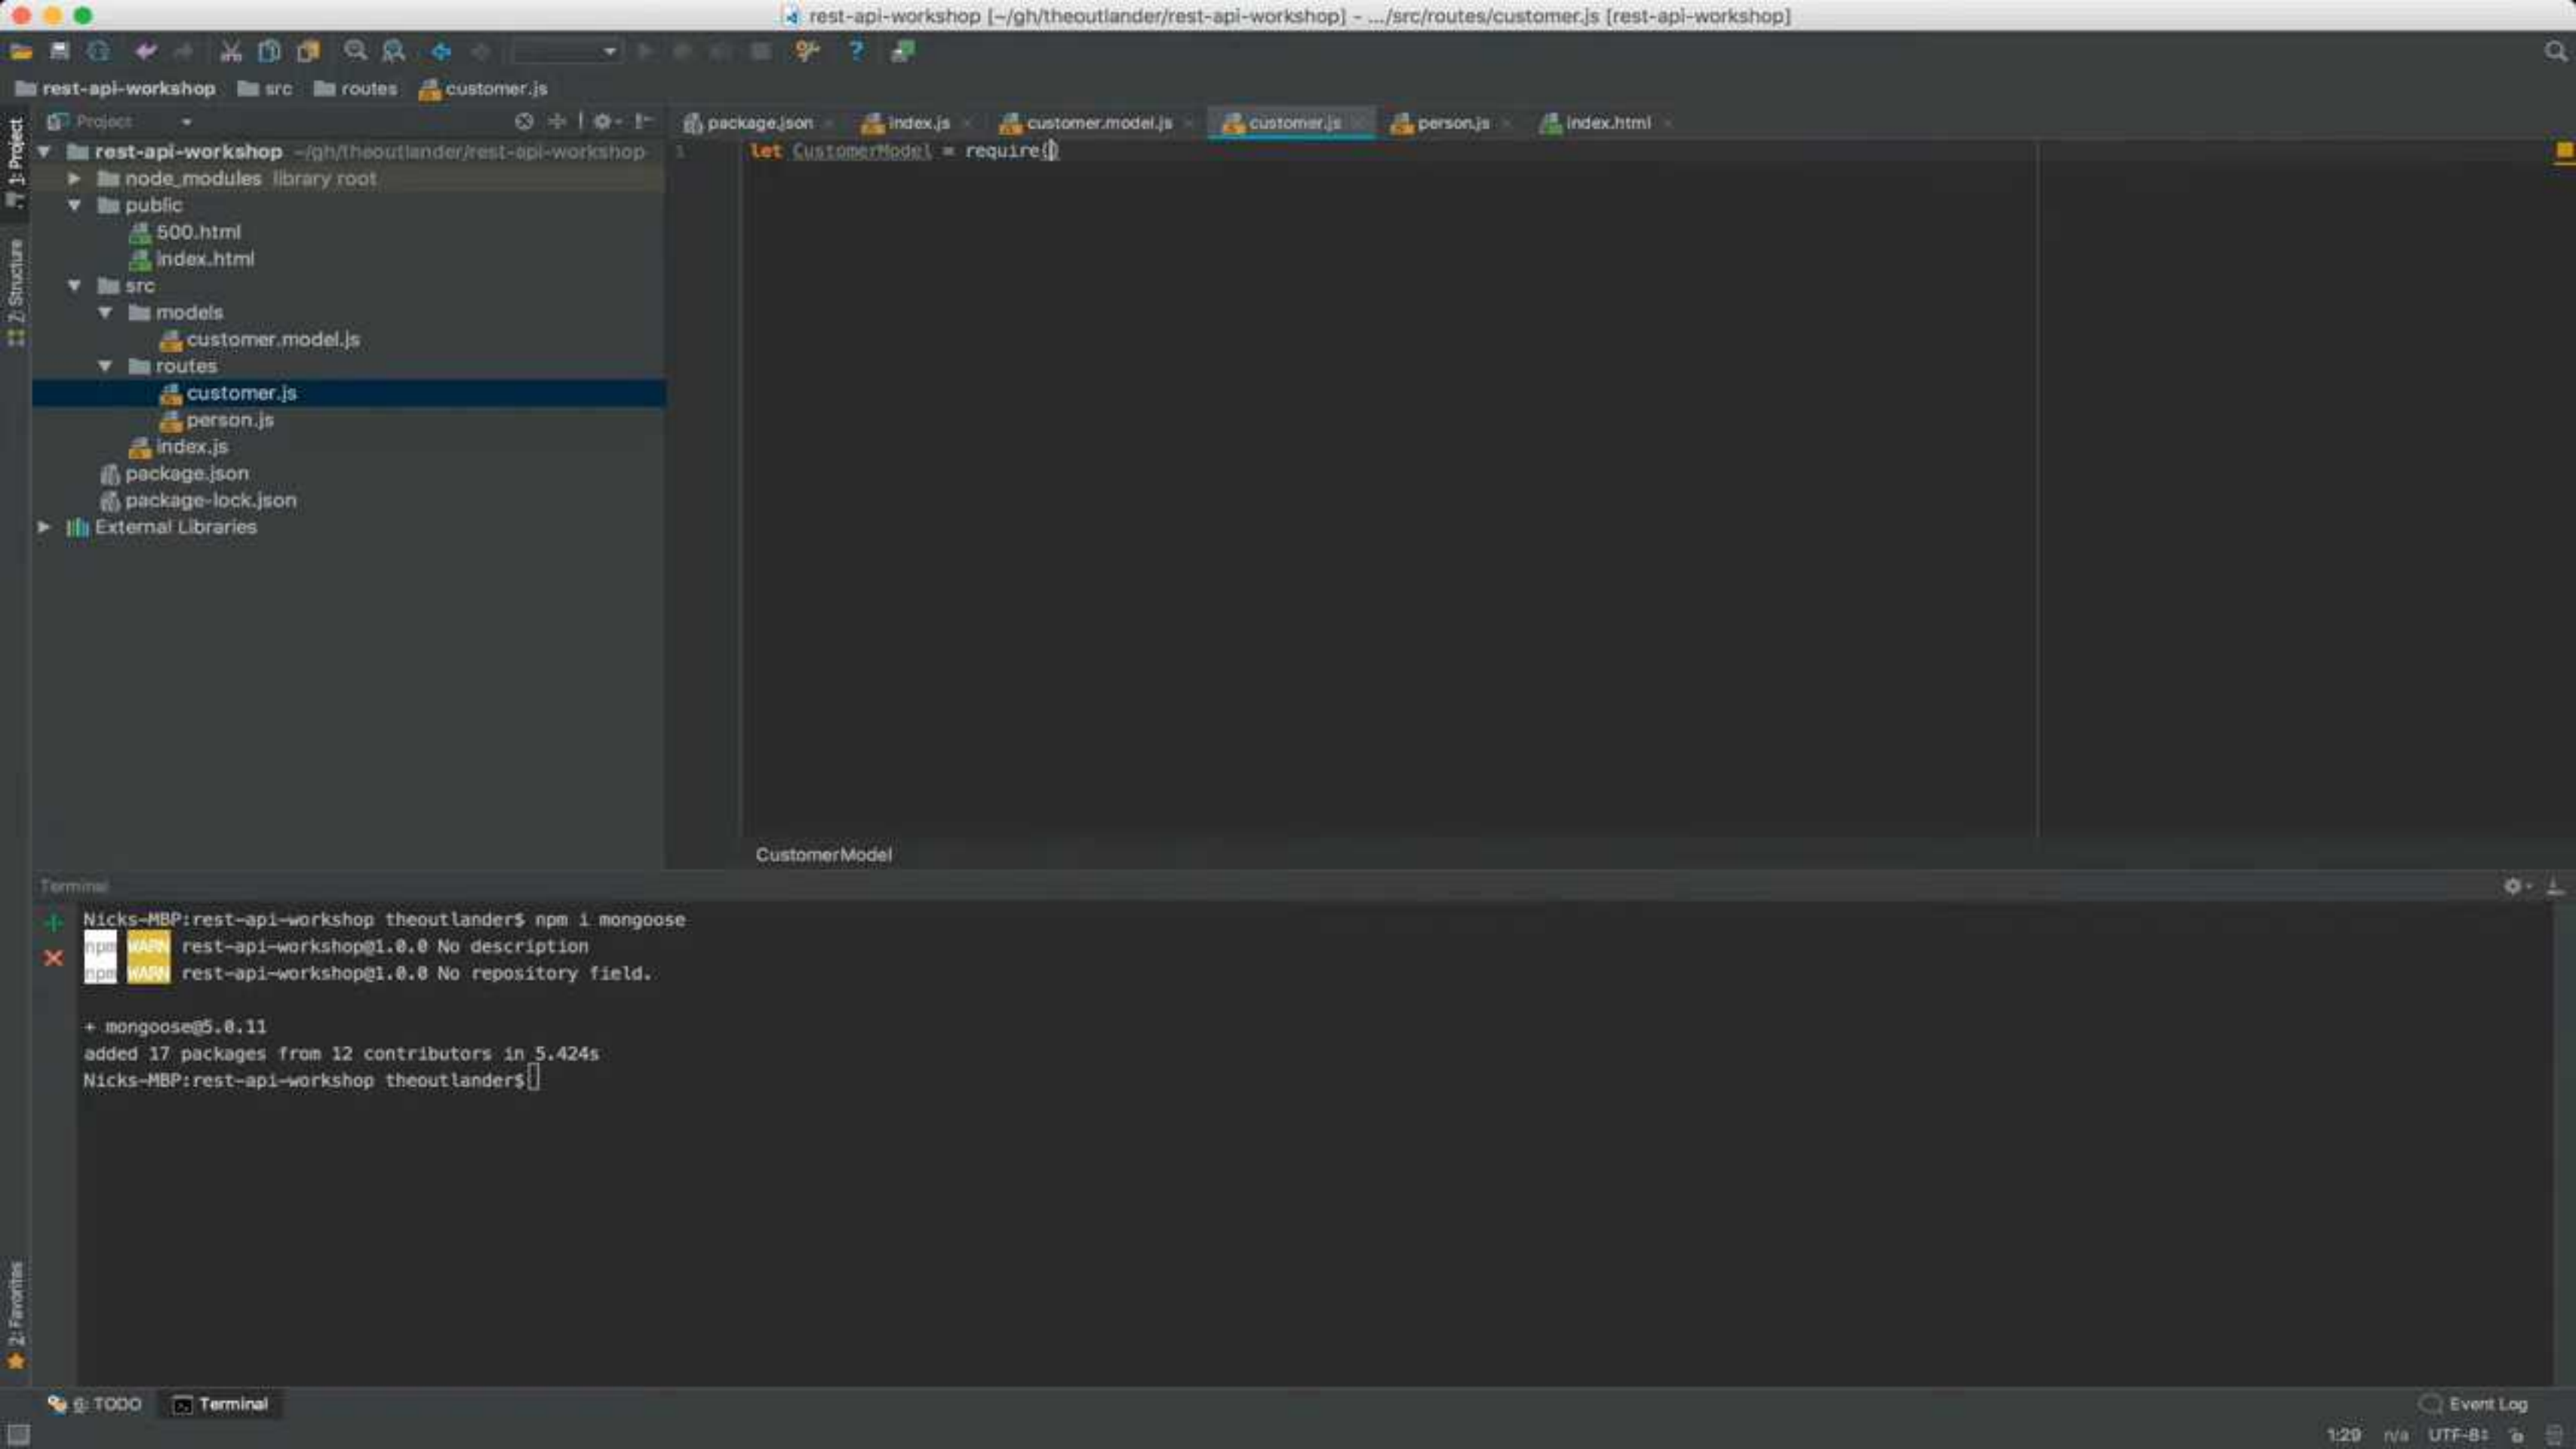 rest-api-workshop [~/gh/theoutlander/rest-api-workshop] - .../src/routes/customer.js [rest-api-workshop]
rest-api-workshop src routes customer.js
Project
package.json index.js customer.model.js customer.js person.js index.html
1: Project
rest-api-workshop ~/gh/theoutlander/rest-api-workshop
node_modules library root
public
500.html
index.html
src
models
customer.model.js
routes
customer.js
person.js
index.js
package.json
package-lock.json
External Libraries
7: Structure
1 let CustomerModel = require()
CustomerModel
Terminal
Nicks-MBP:rest-api-workshop theoutlander$ npm i mongoose
npm WARN rest-api-workshop@1.0.0 No description
npm WARN rest-api-workshop@1.0.0 No repository field.
+ mongoose@5.0.11
added 17 packages from 12 contributors in 5.424s
Nicks-MBP:rest-api-workshop theoutlander$
2: Favorites
6: TODO Terminal
Event Log
1:29 n/a UTF-8